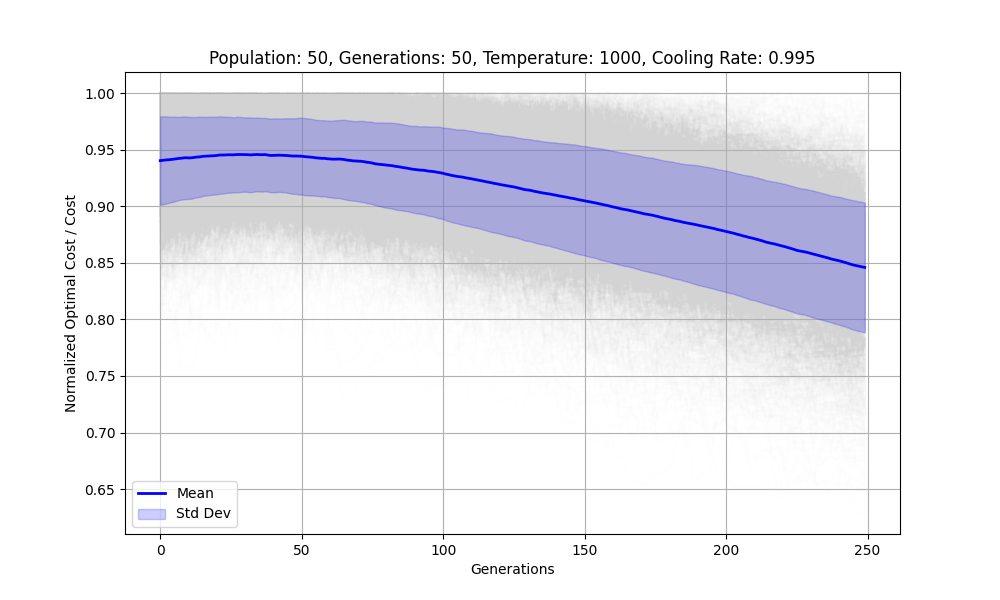 Population: 50, Generations: 50, Temperature: 1000, Cooling Rate: 0.995
Normalized Optimal Cost / Cost
1.00
0.95
0.90
0.85
0.80
0.75
0.70
0.65
Mean
Std Dev
0
50
100
150
200
250
Generations